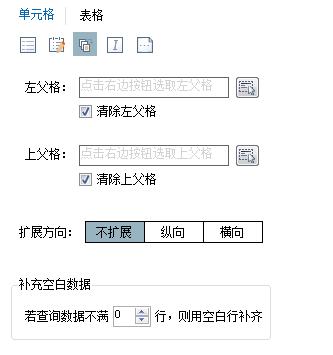 单元格 表格
左父格： 点击右边按钮选取左父格
清除左父格
上父格： 点击右边按钮选取上父格
清除上父格
扩展方向： 不扩展 纵向 横向
补充空白数据
若查询数据不满 0 行，则用空白行补齐